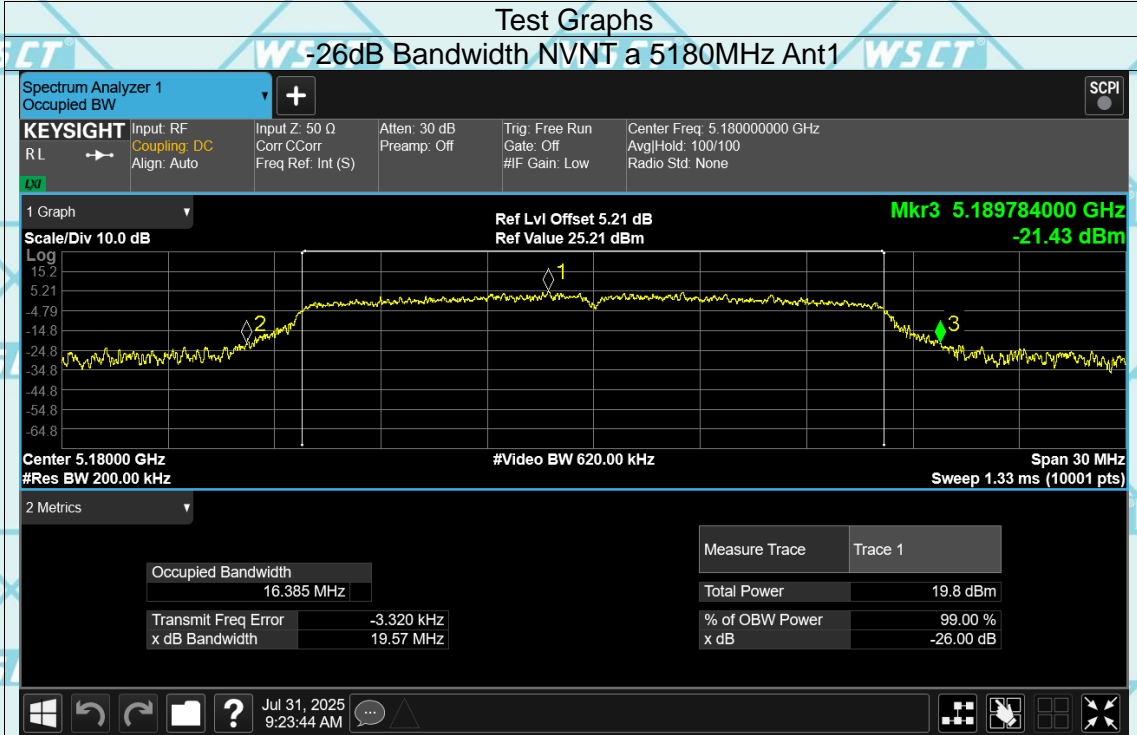 Test Graphs
-26dB Bandwidth NVNT a 5180MHz Ant1
WSCT
WSCT
Spectrum Analyzer 1
Occupied BW
+
SCPI
KEYSIGHT
R L
LXI
Input: RF
Coupling: DC
Align: Auto
Input Z: 50 Ω
Corr CCorr
Freq Ref: Int (S)
Atten: 30 dB
Preamp: Off
Trig: Free Run
Gate: Off
#IF Gain: Low
Center Freq: 5.180000000 GHz
Avg|Hold: 100/100
Radio Std: None
1 Graph
Ref Lvl Offset 5.21 dB
Mkr3 5.189784000 GHz
Scale/Div 10.0 dB
Ref Value 25.21 dBm
-21.43 dBm
Log
15.2
5.21
-4.79
-14.8
-24.8
-34.8
-44.8
-54.8
-64.8
1
2
3
Center 5.18000 GHz
#Video BW 620.00 kHz
Span 30 MHz
#Res BW 200.00 kHz
Sweep 1.33 ms (10001 pts)
2 Metrics
Occupied Bandwidth
16.385 MHz
Transmit Freq Error -3.320 kHz
x dB Bandwidth 19.57 MHz
Measure Trace Trace 1
Total Power 19.8 dBm
% of OBW Power 99.00 %
x dB -26.00 dB
?
Jul 31, 2025
9:23:44 AM